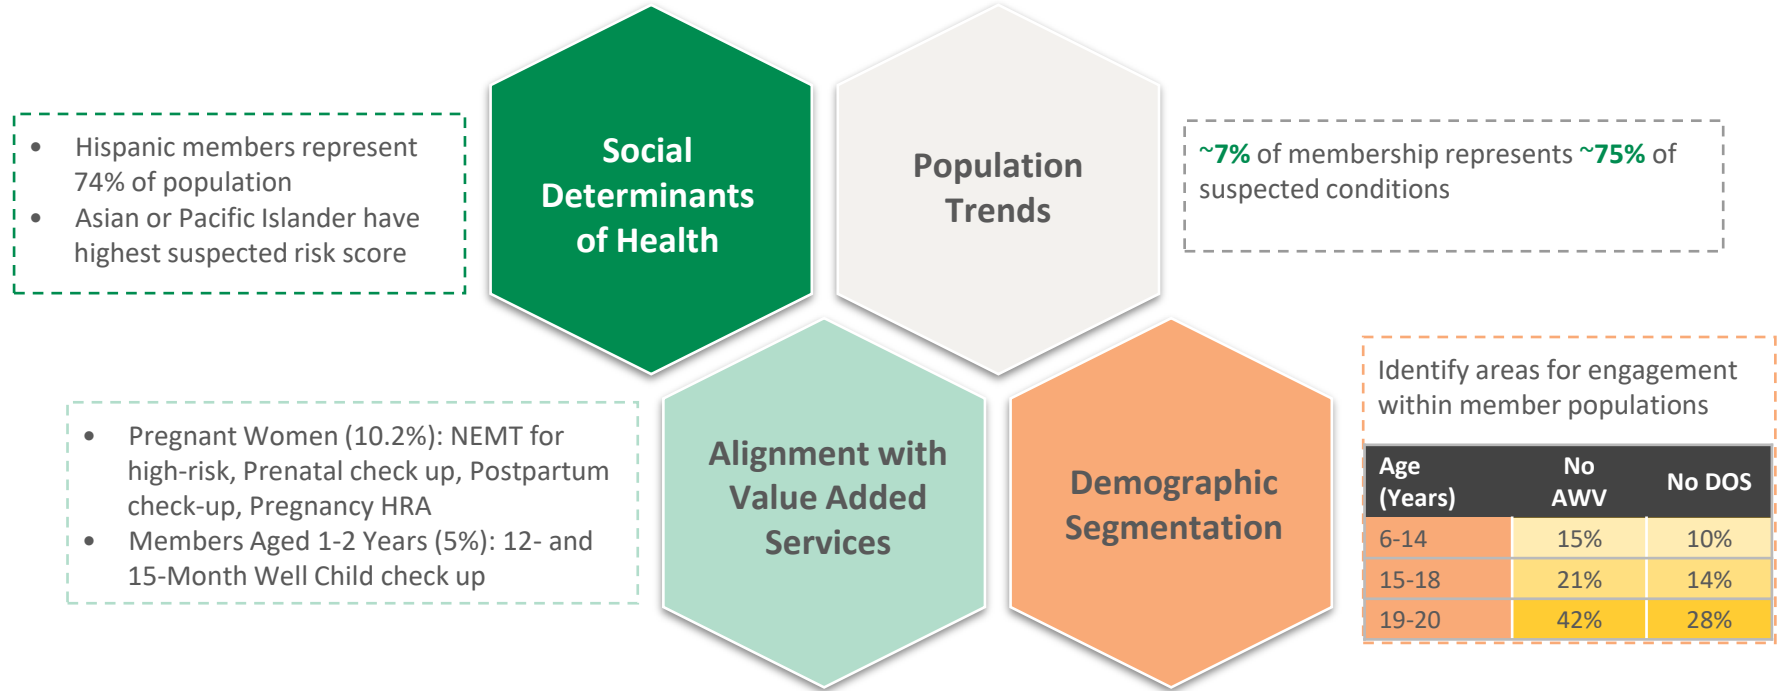 Social
Determinants
of Health
• Hispanic members represent
74% of population
• Asian or Pacific Islander have
highest suspected risk score
Population
Trends
~7% of membership represents ~75% of
suspected conditions
Alignment with
Value Added
Services
• Pregnant Women (10.2%): NEMT for
high-risk, Prenatal check up, Postpartum
check-up, Pregnancy HRA
• Members Aged 1-2 Years (5%): 12- and
15-Month Well Child check up
Demographic
Segmentation
Identify areas for engagement
within member populations
Age (Years) No AWV No DOS
6-14 15% 10%
15-18 21% 14%
19-20 42% 28%